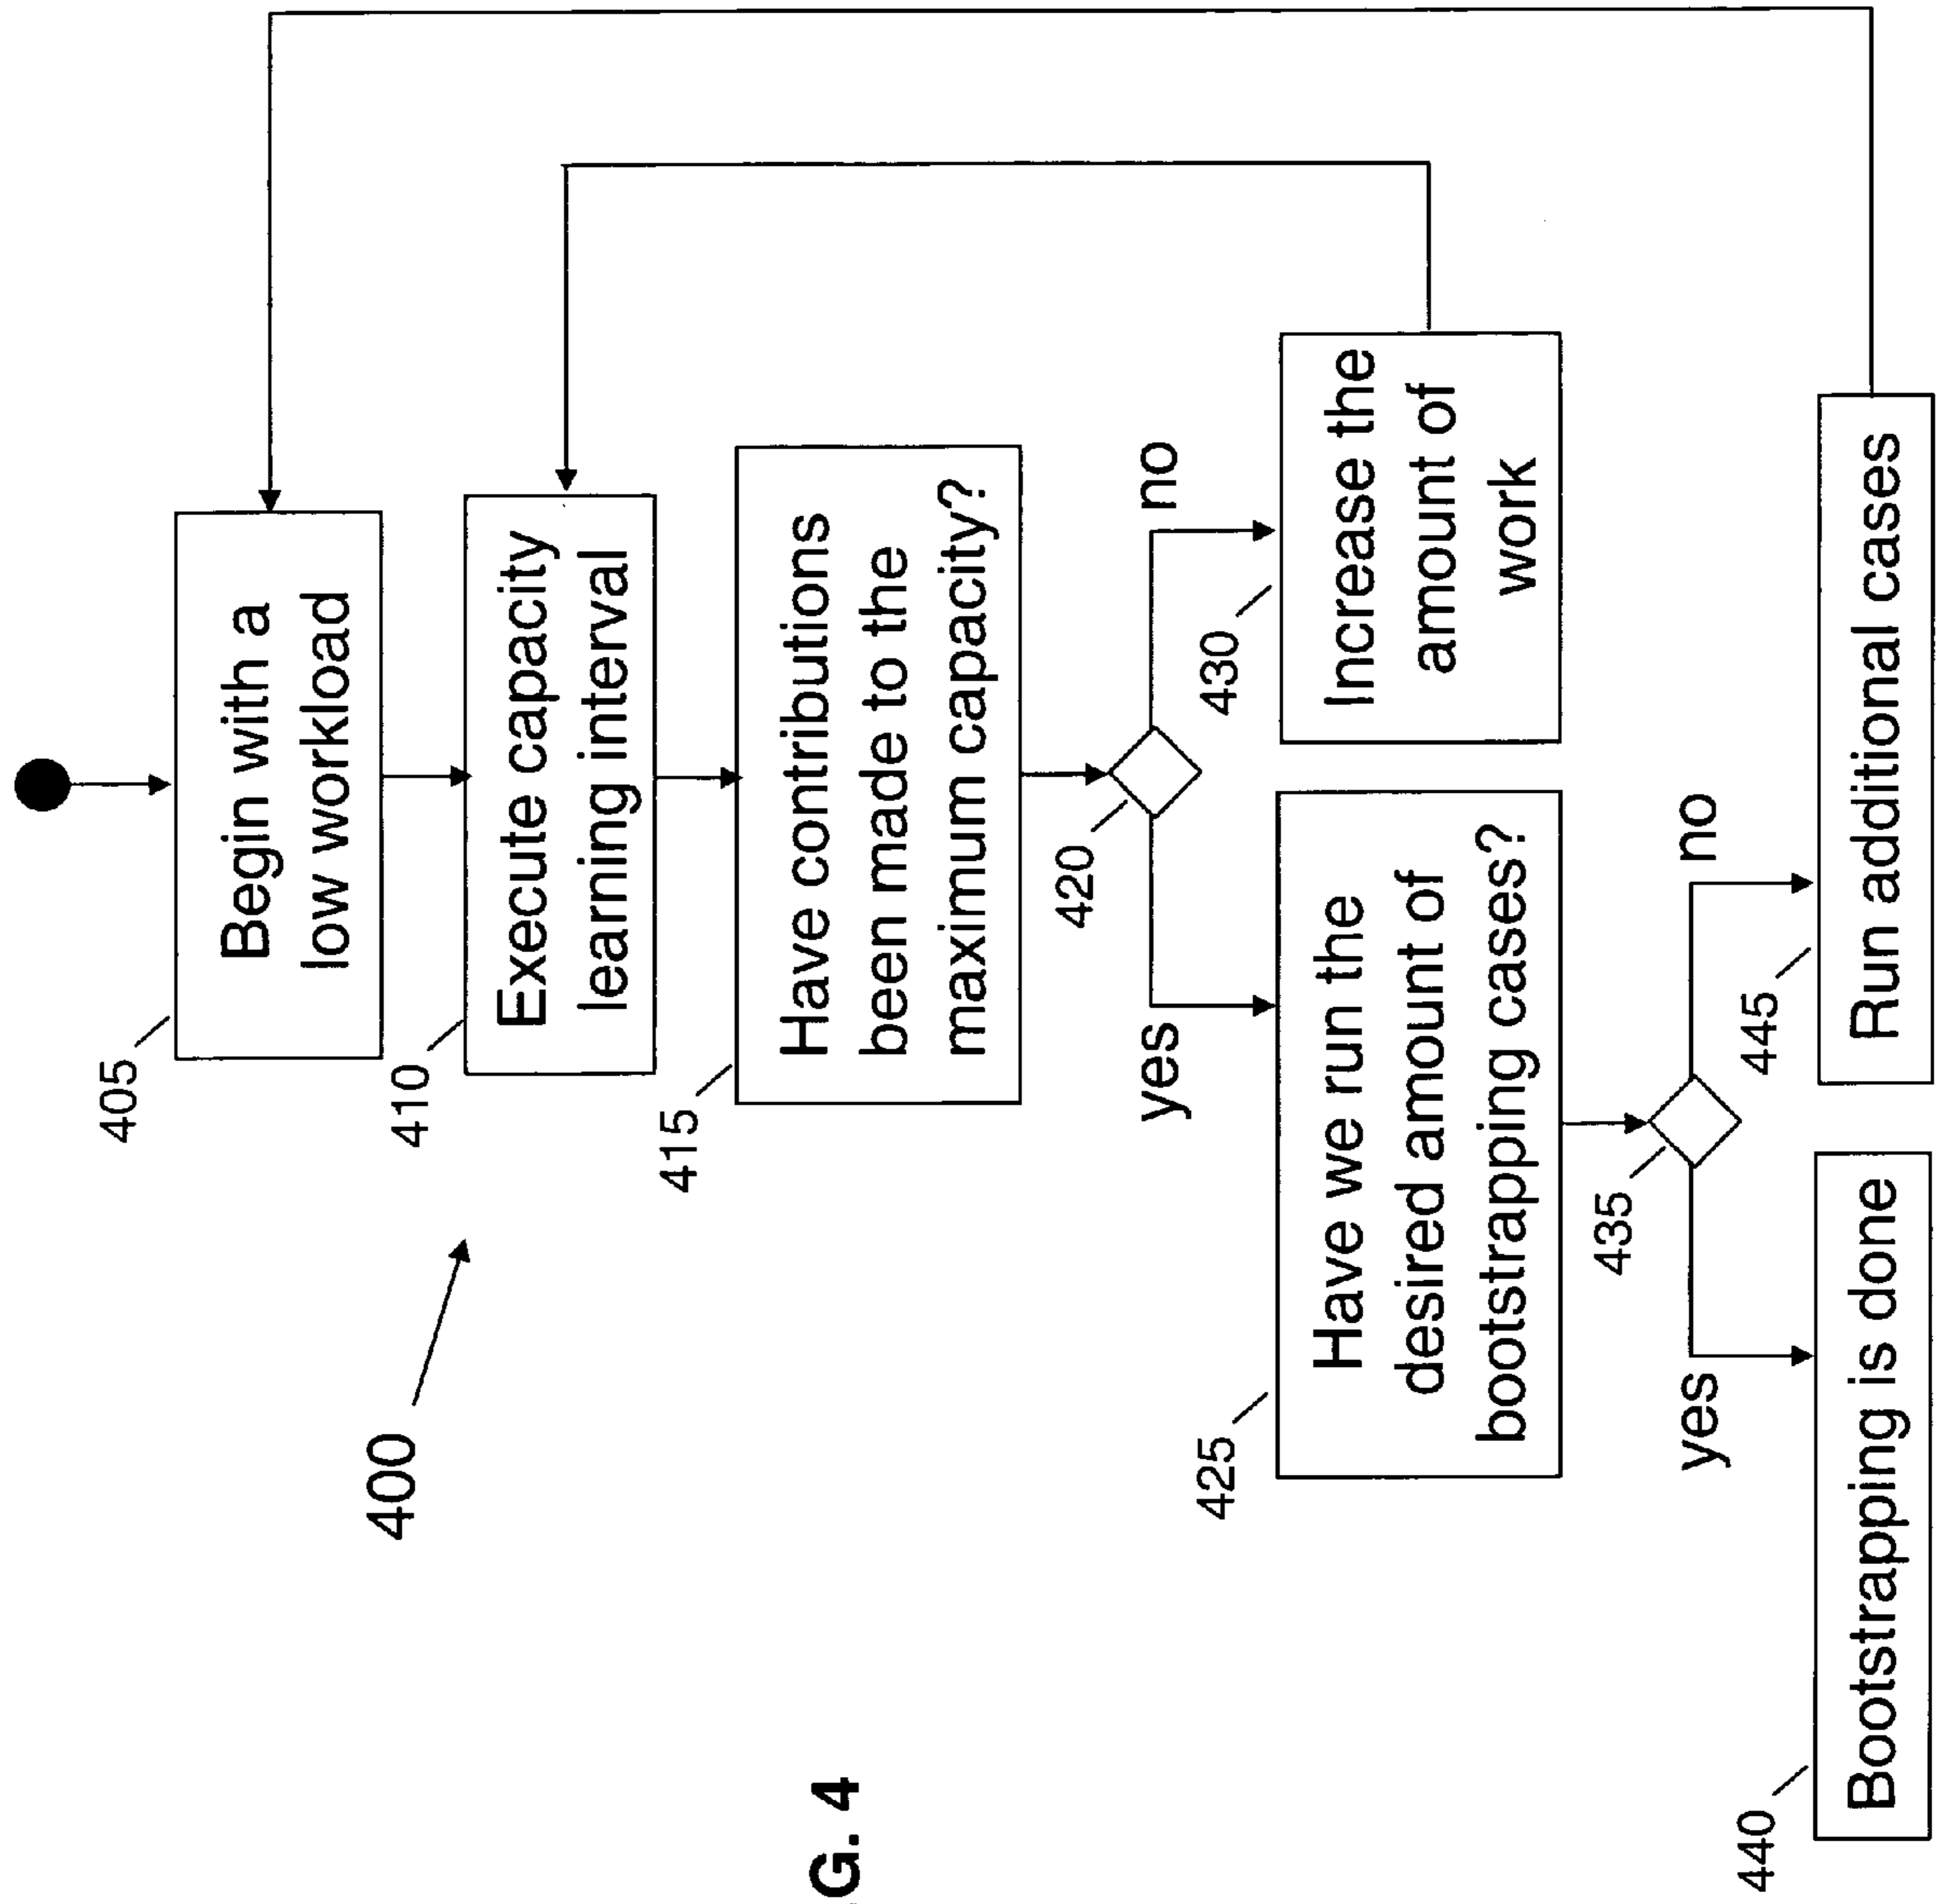 400
405
Begin with a
low workload
410
Execute capacity
learning interval
415
Have contributions
been made to the
maximum capacity?
420
yes
no
425
Have we run the
desired amount of
bootstrapping cases?
430
Increase the
amount of
work
435
yes
no
440
Bootstrapping is done
445
Run additional cases
G. 4